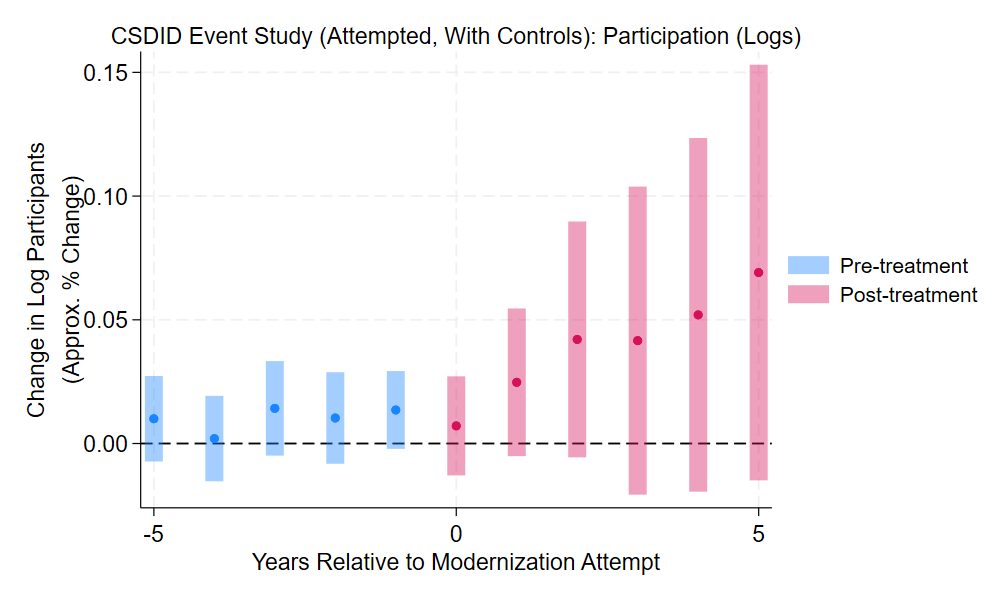 CSDID Event Study (Attempted, With Controls): Participation (Logs)
Change in Log Participants
(Approx. % Change)
0.15
0.10
0.05
0.00
-5
0
5
Years Relative to Modernization Attempt
Pre-treatment
Post-treatment